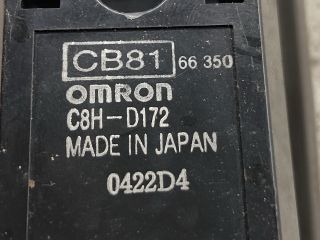 CB81 66 350
OMRON
C8H-D172
MADE IN JAPAN
0422D4